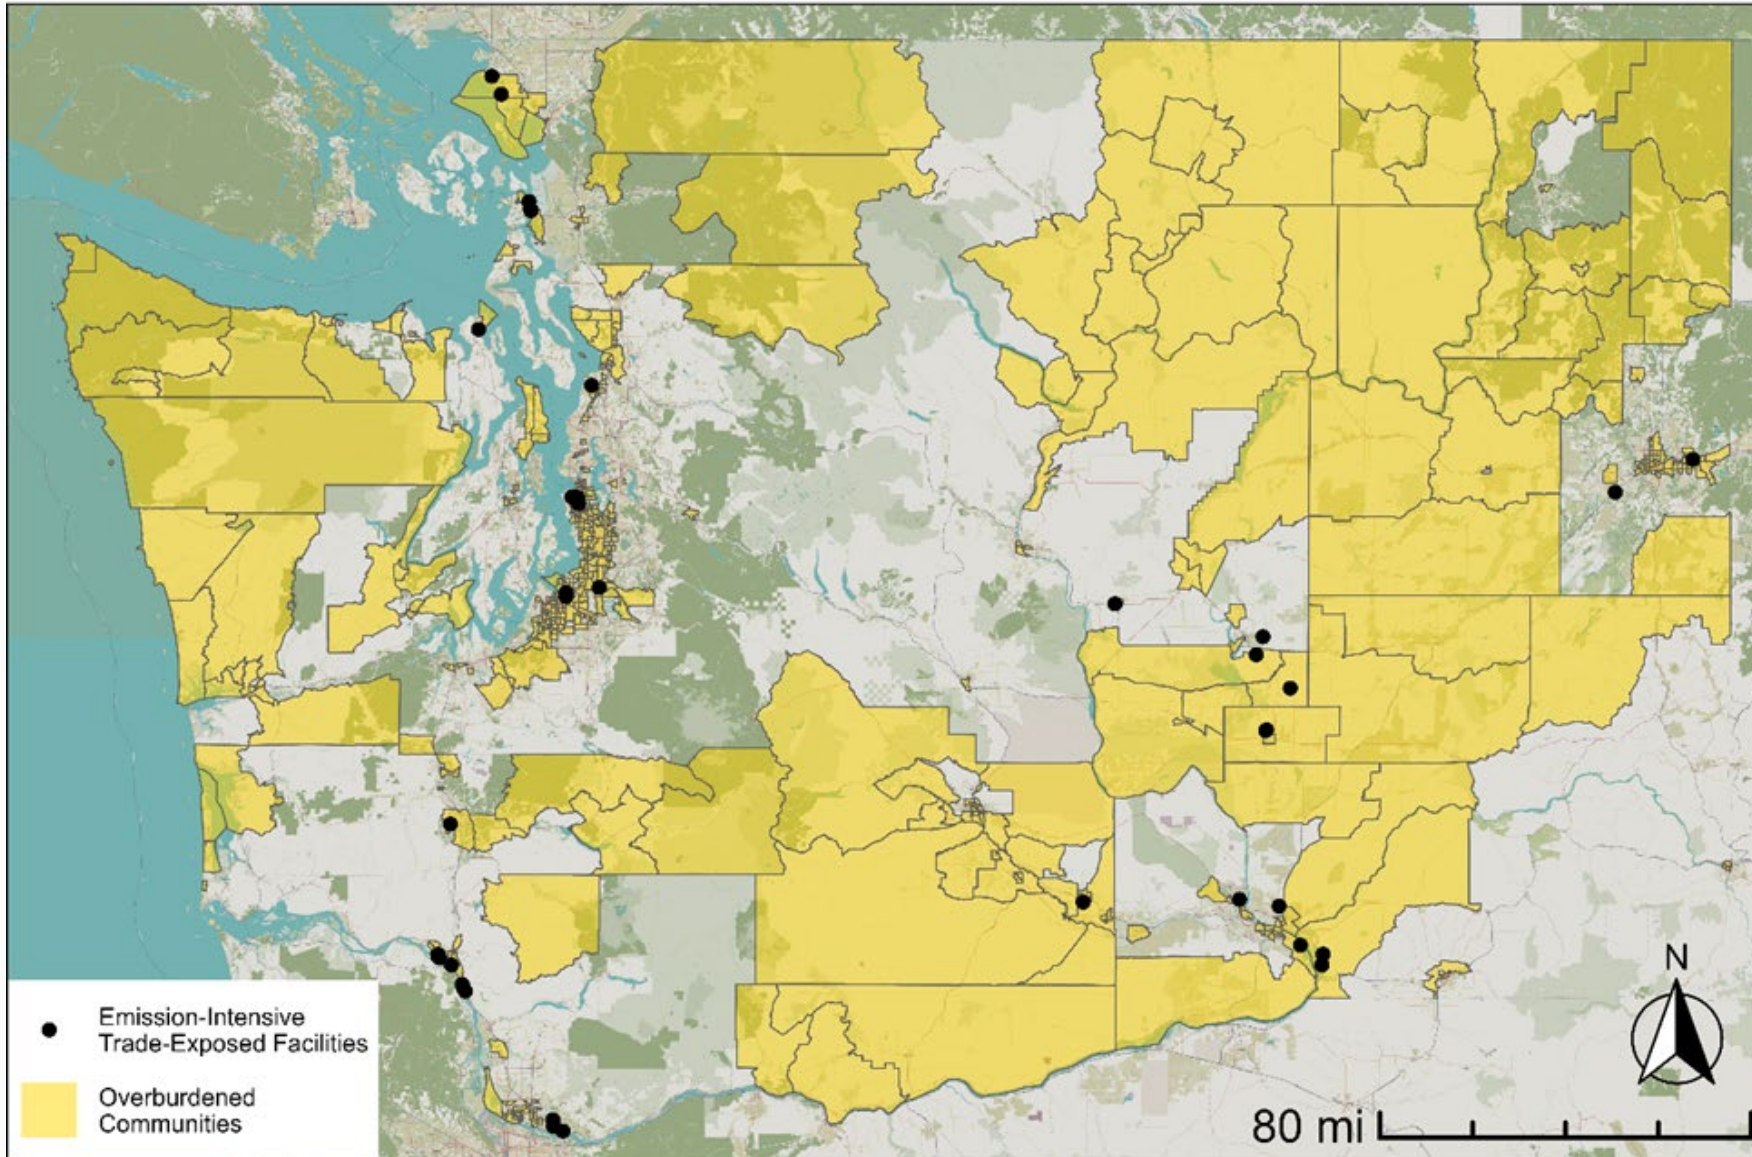 N
80 mi
Emission-Intensive
Trade-Exposed Facilities
Overburdened
Communities